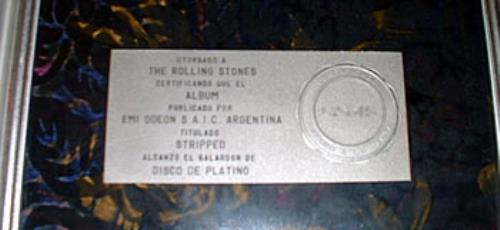 OTORGADO A
THE ROLLING STONES
CERTIFICANDO QUE EL
ALBUM
PUBLICADO POR
EMI ODEON S.A.I.C. ARGENTINA
TITULADO
STRIPPED
ALCANZO EL GALARDON DE
DISCO DE PLATINO